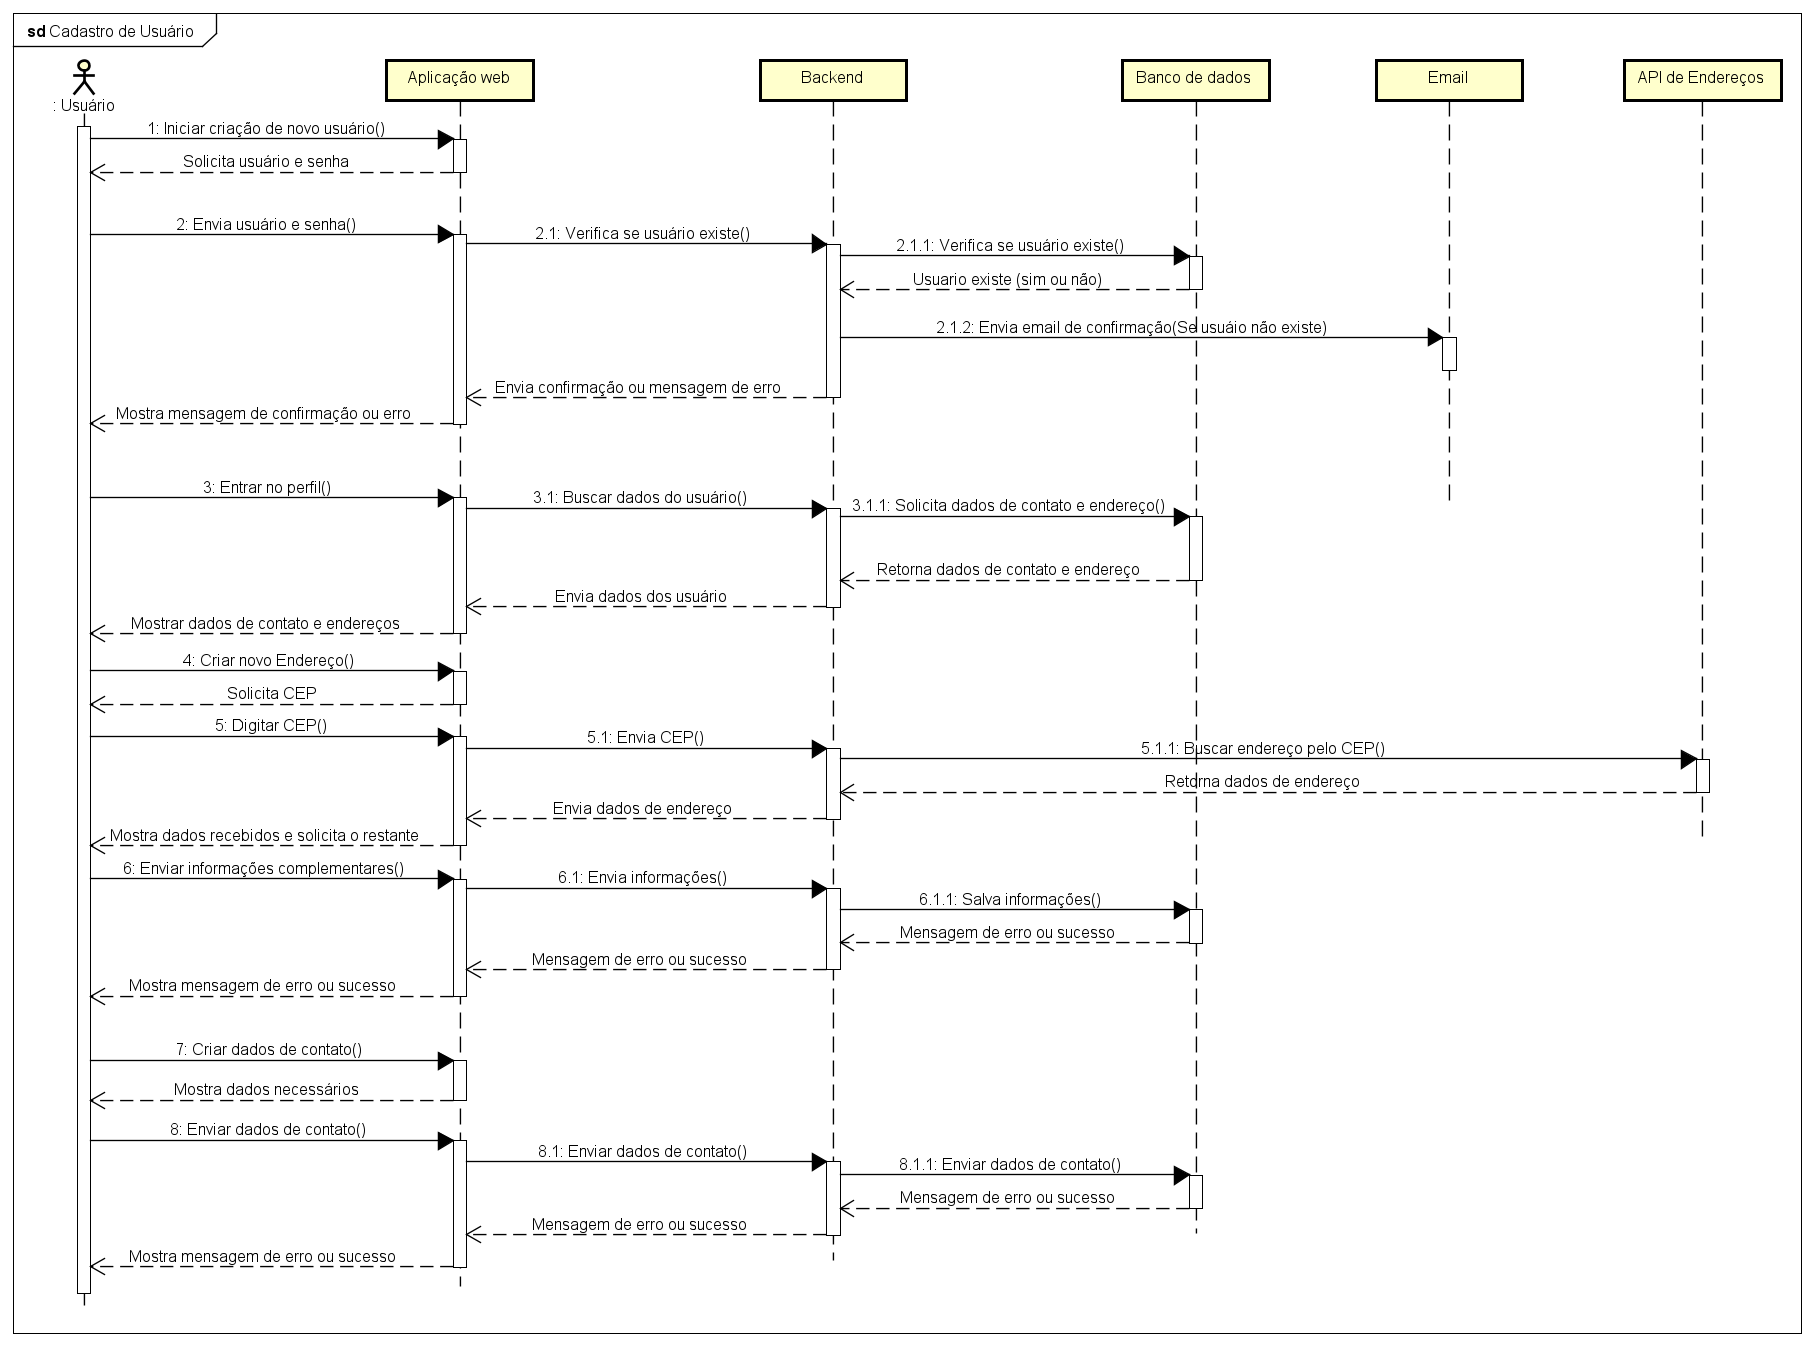 sd Cadastro de Usuário
: Usuário
Aplicação web
Backend
Banco de dados
Email
API de Endereços
1: Iniciar criação de novo usuário()
Solicita usuário e senha
2: Envia usuário e senha()
2.1: Verifica se usuário existe()
2.1.1: Verifica se usuário existe()
Usuario existe (sim ou não)
2.1.2: Envia email de confirmação(Se usuáio não existe)
Envia confirmação ou mensagem de erro
Mostra mensagem de confirmação ou erro
3: Entrar no perfil()
3.1: Buscar dados do usuário()
3.1.1: Solicita dados de contato e endereço()
Retorna dados de contato e endereço
Envia dados dos usuário
Mostrar dados de contato e endereços
4: Criar novo Endereço()
Solicita CEP
5: Digitar CEP()
5.1: Envia CEP()
5.1.1: Buscar endereço pelo CEP()
Retorna dados de endereço
Envia dados de endereço
Mostra dados recebidos e solicita o restante
6: Enviar informações complementares()
6.1: Envia informações()
6.1.1: Salva informações()
Mensagem de erro ou sucesso
Mensagem de erro ou sucesso
Mostra mensagem de erro ou sucesso
7: Criar dados de contato()
Mostra dados necessários
8: Enviar dados de contato()
8.1: Enviar dados de contato()
8.1.1: Enviar dados de contato()
Mensagem de erro ou sucesso
Mensagem de erro ou sucesso
Mostra mensagem de erro ou sucesso